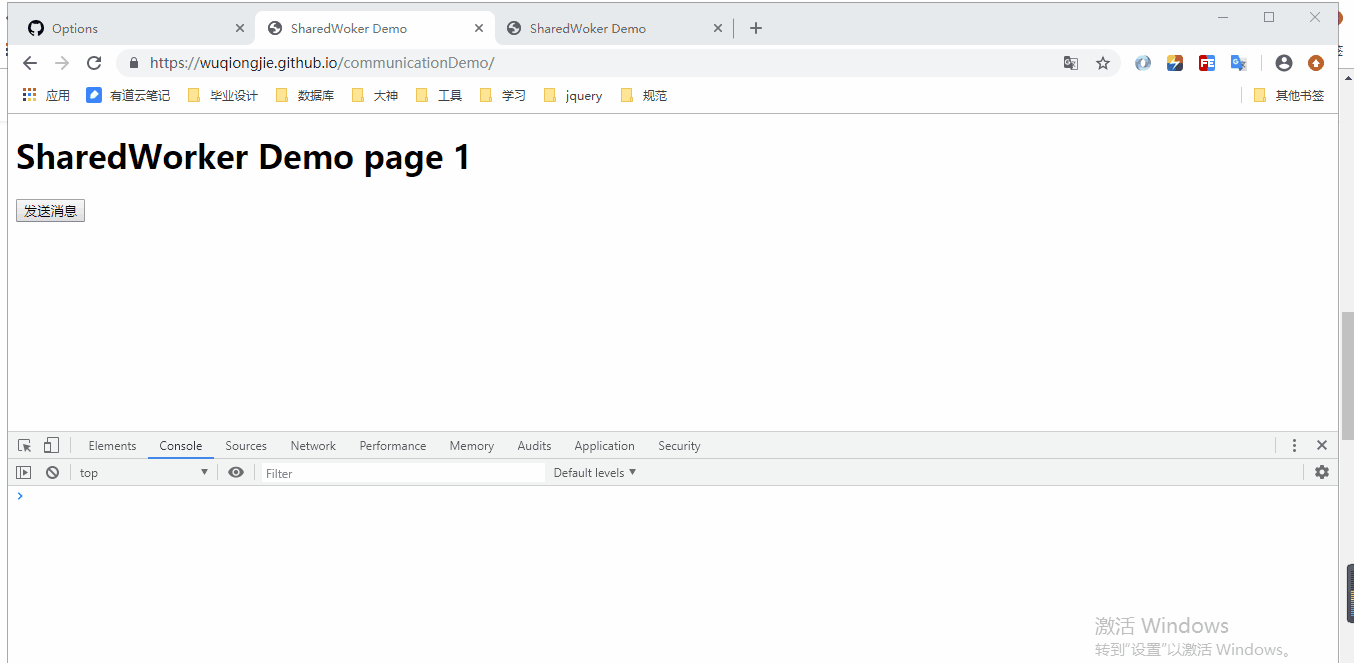 Options
SharedWoker Demo
SharedWoker Demo
https://wuqiongjie.github.io/communicationDemo/
应用 有道云笔记 毕业设计 数据库 大神 工具 学习 jquery 规范 其他书签
SharedWorker Demo page 1
发送消息
Elements Console Sources Network Performance Memory Audits Application Security
top Filter Default levels
激活 Windows
转到"设置"以激活 Windows。